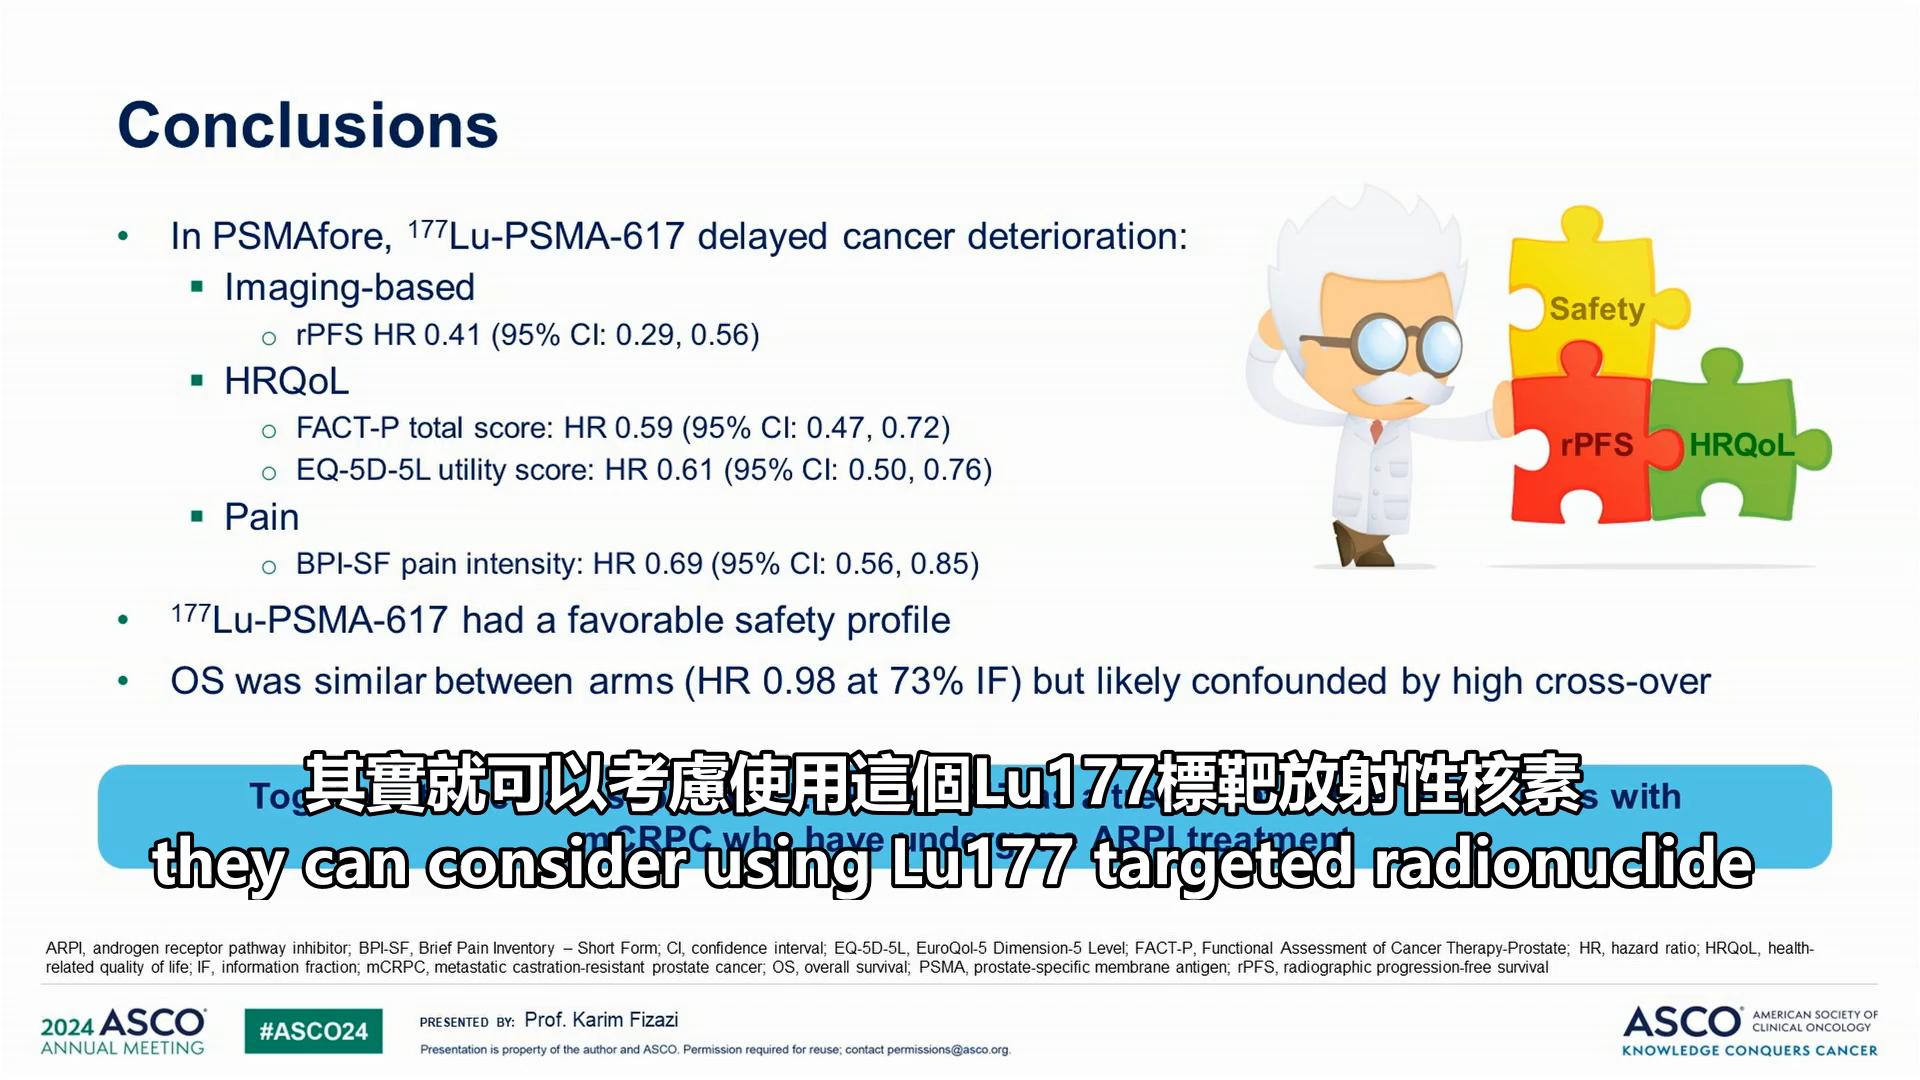 Conclusions
• In PSMAfore, ¹⁷⁷Lu-PSMA-617 delayed cancer deterioration:
▪ Imaging-based
○ rPFS HR 0.41 (95% CI: 0.29, 0.56)
▪ HRQoL
○ FACT-P total score: HR 0.59 (95% CI: 0.47, 0.72)
○ EQ-5D-5L utility score: HR 0.61 (95% CI: 0.50, 0.76)
▪ Pain
○ BPI-SF pain intensity: HR 0.69 (95% CI: 0.56, 0.85)
• ¹⁷⁷Lu-PSMA-617 had a favorable safety profile
• OS was similar between arms (HR 0.98 at 73% IF) but likely confounded by high cross-over
Safety
rPFS HRQoL
with
mCRPC who have undergone ARPI treatment
其實就可以考慮使用這個Lu177標靶放射性核素
they can consider using Lu177 targeted radionuclide
ARPI, androgen receptor pathway inhibitor; BPI-SF, Brief Pain Inventory – Short Form; CI, confidence interval; EQ-5D-5L, EuroQol-5 Dimension-5 Level; FACT-P, Functional Assessment of Cancer Therapy-Prostate; HR, hazard ratio; HRQoL, health-
related quality of life; IF, information fraction; mCRPC, metastatic castration-resistant prostate cancer; OS, overall survival; PSMA, prostate-specific membrane antigen; rPFS, radiographic progression-free survival
2024 ASCO
ANNUAL MEETING
#ASCO24
PRESENTED BY: Prof. Karim Fizazi
Presentation is property of the author and ASCO. Permission required for reuse; contact permissions@asco.org.
ASCO AMERICAN SOCIETY OF
CLINICAL ONCOLOGY
KNOWLEDGE CONQUERS CANCER